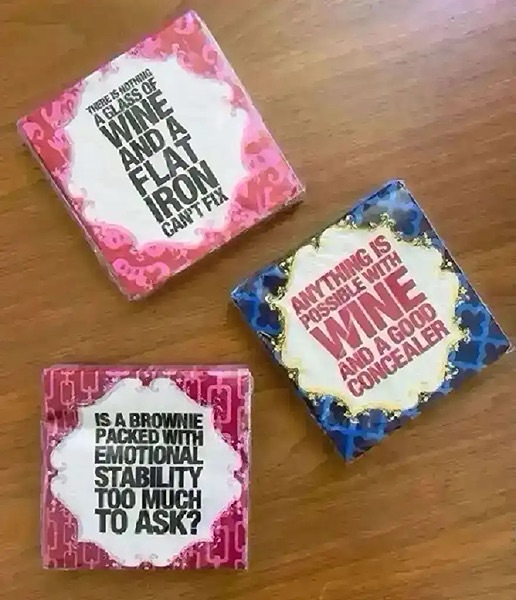 THERE IS NOTHING
A GLASS OF
WINE
AND A
FLAT
IRON
CAN'T FIX
ANYTHING IS
POSSIBLE WITH
WINE
AND A GOOD
CONCEALER
IS A BROWNIE
PACKED WITH
EMOTIONAL
STABILITY
TOO MUCH
TO ASK?